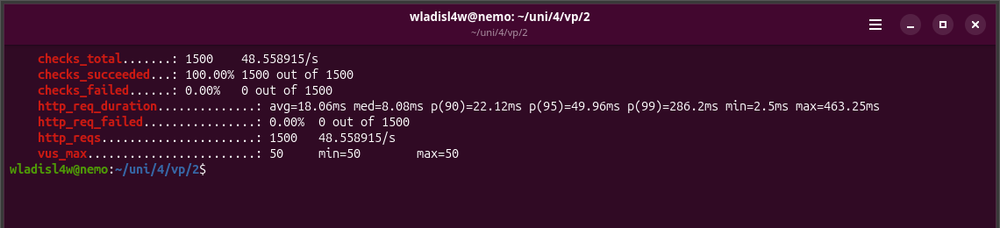 wladisl4w@nemo: ~/uni/4/vp/2
~/uni/4/vp/2
checks_total.......: 1500    48.558915/s
checks_succeeded...: 100.00% 1500 out of 1500
checks_failed......: 0.00%   0 out of 1500
http_req_duration..............: avg=18.06ms med=8.08ms p(90)=22.12ms p(95)=49.96ms p(99)=286.2ms min=2.5ms max=463.25ms
http_req_failed................: 0.00%  0 out of 1500
http_reqs......................: 1500   48.558915/s
vus_max........................: 50     min=50        max=50
wladisl4w@nemo:~/uni/4/vp/2$